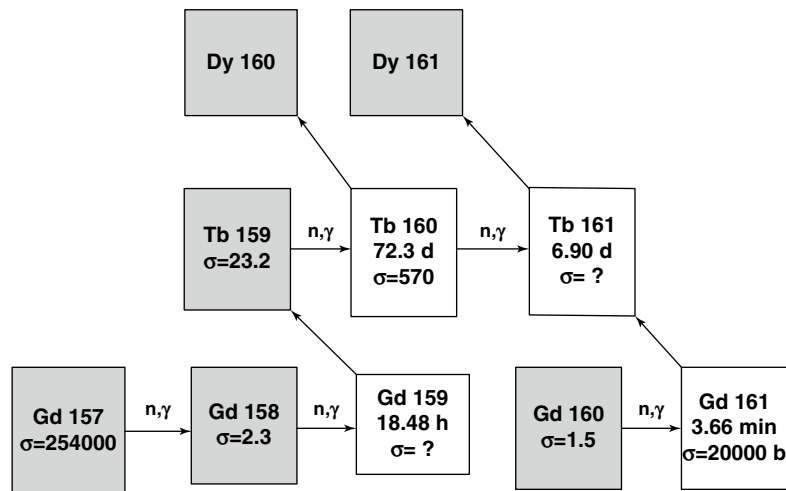 Dy 160
Dy 161
Tb 159
σ=23.2
n,γ
Tb 160
72.3 d
σ=570
n,γ
Tb 161
6.90 d
σ= ?
Gd 157
σ=254000
n,γ
Gd 158
σ=2.3
n,γ
Gd 159
18.48 h
σ= ?
Gd 160
σ=1.5
n,γ
Gd 161
3.66 min
σ=20000 b